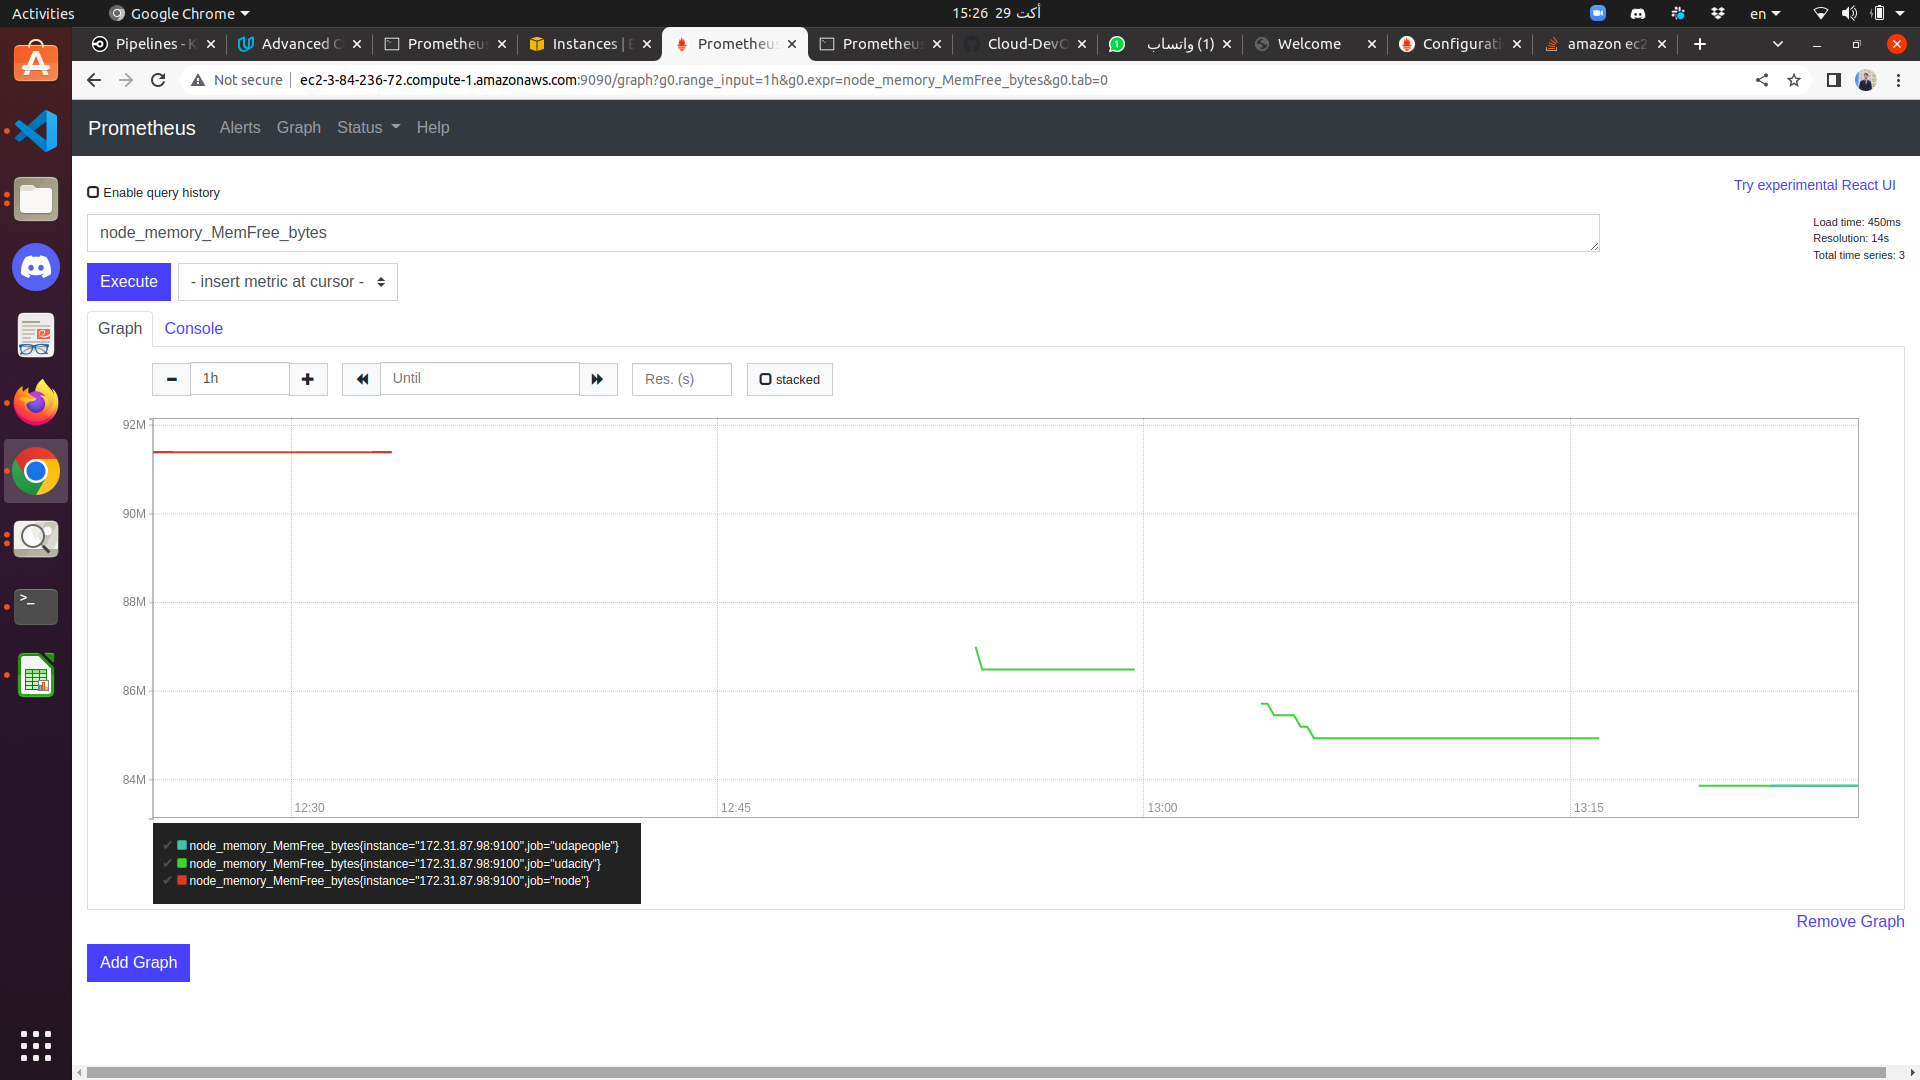 Activities
Google Chrome
15:26 29 أكت
en
Pipelines - K
Advanced C
Prometheus
Instances | E
Prometheus
Prometheus
Cloud-DevO
(1) واتساب
Welcome
Configurati
amazon ec2
Not secure
ec2-3-84-236-72.compute-1.amazonaws.com:9090/graph?g0.range_input=1h&g0.expr=node_memory_MemFree_bytes&g0.tab=0
Prometheus Alerts Graph Status Help
Enable query history
Try experimental React UI
node_memory_MemFree_bytes
Load time: 450ms
Resolution: 14s
Total time series: 3
Execute
- insert metric at cursor -
Graph Console
1h
Until
Res. (s)
stacked
92M
90M
88M
86M
84M
12:30 12:45 13:00 13:15
node_memory_MemFree_bytes{instance="172.31.87.98:9100",job="udapeople"}
node_memory_MemFree_bytes{instance="172.31.87.98:9100",job="udacity"}
node_memory_MemFree_bytes{instance="172.31.87.98:9100",job="node"}
Remove Graph
Add Graph